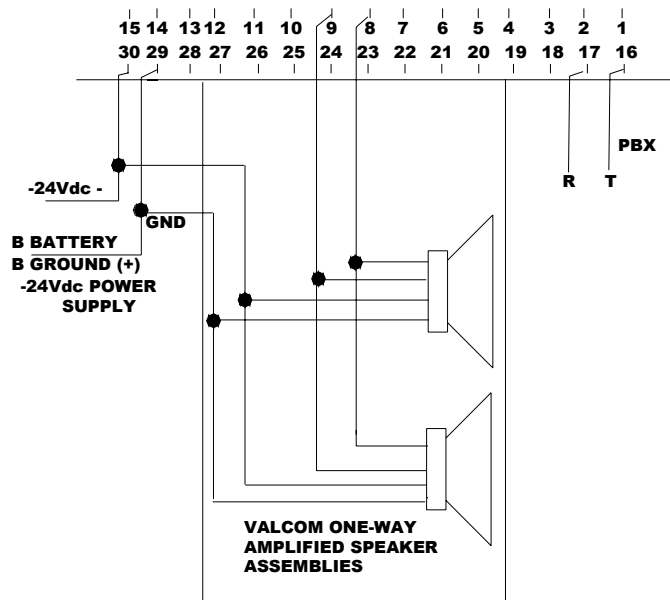 15 14 13 12 11 10 9 8 7 6 5 4 3 2 1
30 29 28 27 26 25 24 23 22 21 20 19 18 17 16
PBX
R T
-24Vdc -
GND
B BATTERY
B GROUND (+)
-24Vdc POWER
SUPPLY
VALCOM ONE-WAY
AMPLIFIED SPEAKER
ASSEMBLIES